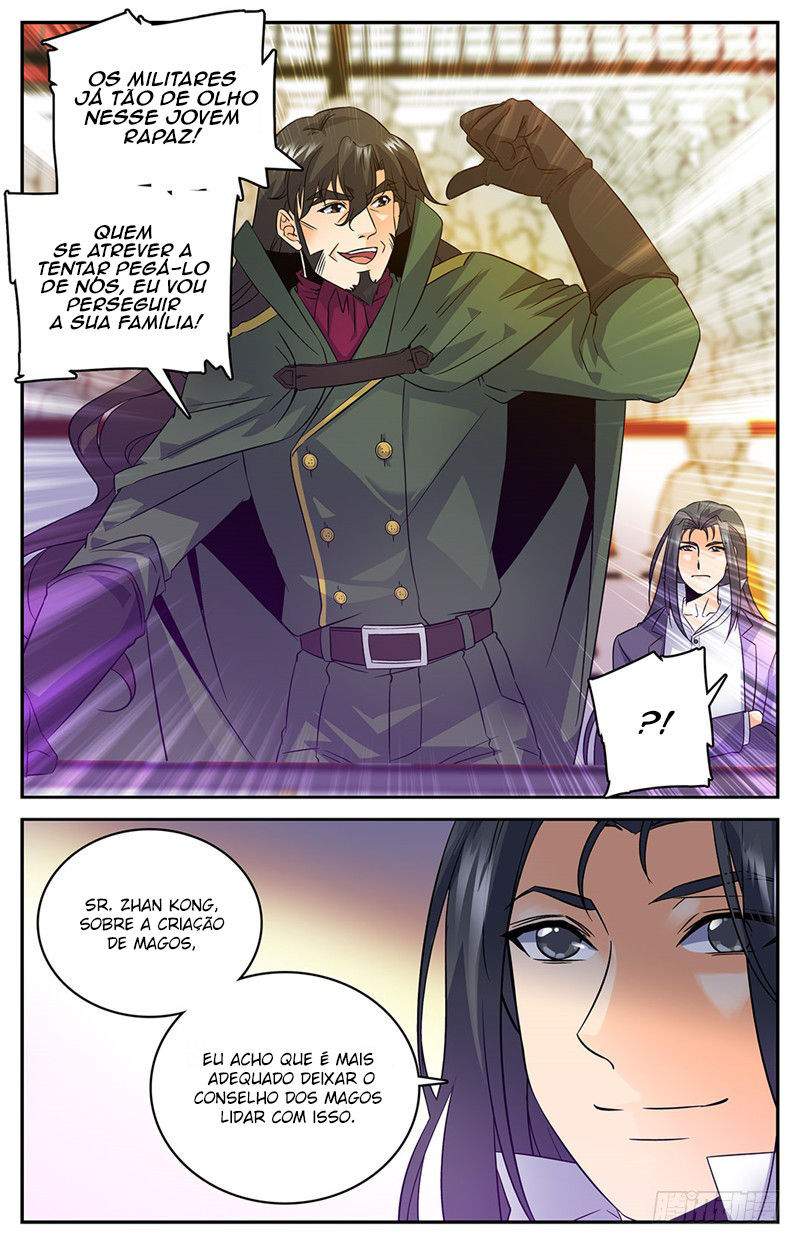 OS MILITARES
JÁ TÃO DE OLHO
NESSE JOVEM
RAPAZ!
QUEM
SE ATREVER A
TENTAR PEGÁ-LO
DE NÓS, EU VOU
PERSEGUIR
A SUA FAMÍLIA!
?!
SR. ZHAN KONG,
SOBRE A CRIAÇÃO
DE MAGOS,
EU ACHO QUE É MAIS
ADEQUADO DEIXAR O
CONSELHO DOS MAGOS
LIDAR COM ISSO.